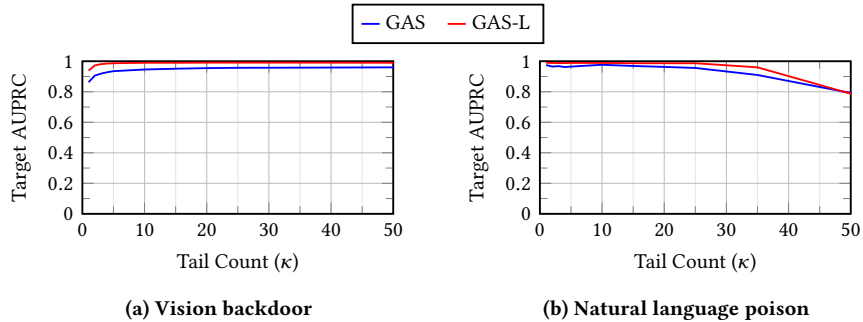 GAS GAS-L
1
0.8
0.6
0.4
0.2
0
Target AUPRC
0 10 20 30 40 50
Tail Count (κ)
(a) Vision backdoor
1
0.8
0.6
0.4
0.2
0
Target AUPRC
0 10 20 30 40 50
Tail Count (κ)
(b) Natural language poison